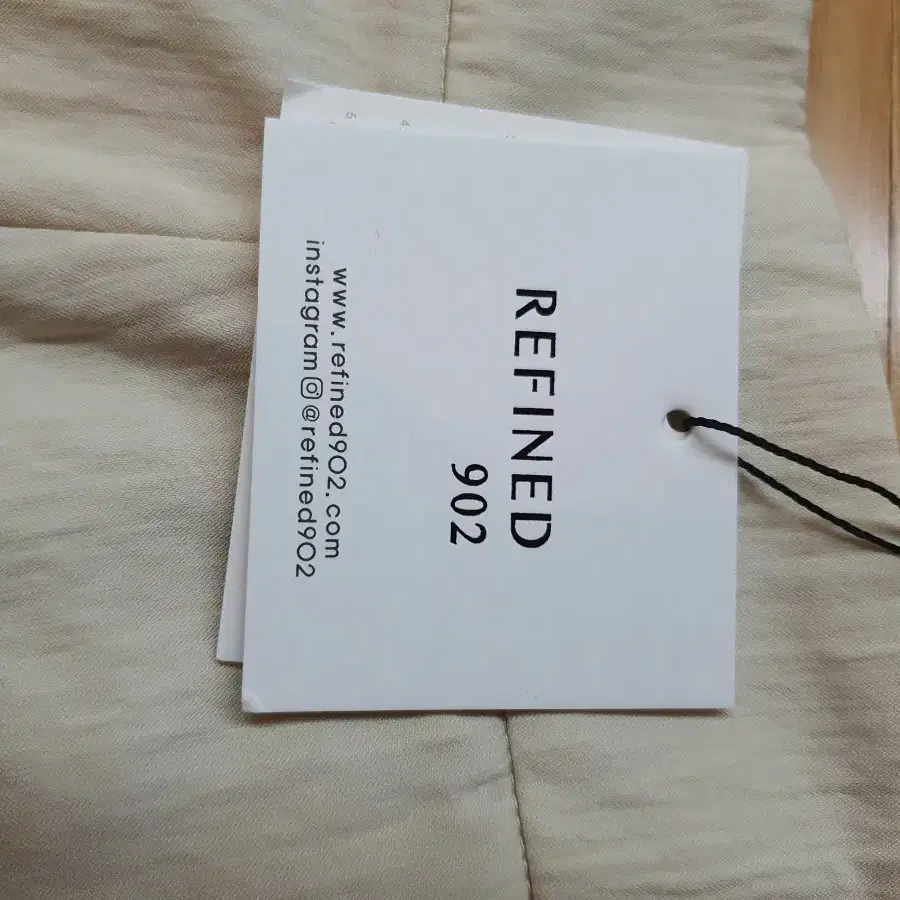 REFINED
902
www.refined902.com
instagram @refined902